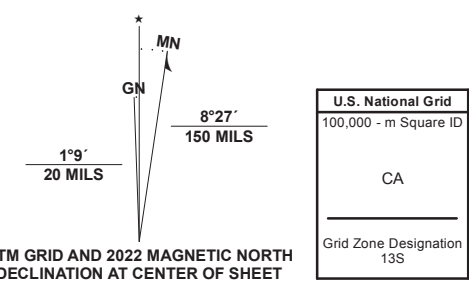 ★
MN
GN
8°27´
150 MILS
1°9´
20 MILS
TM GRID AND 2022 MAGNETIC NORTH
DECLINATION AT CENTER OF SHEET
U.S. National Grid
100,000 - m Square ID
CA
Grid Zone Designation
13S